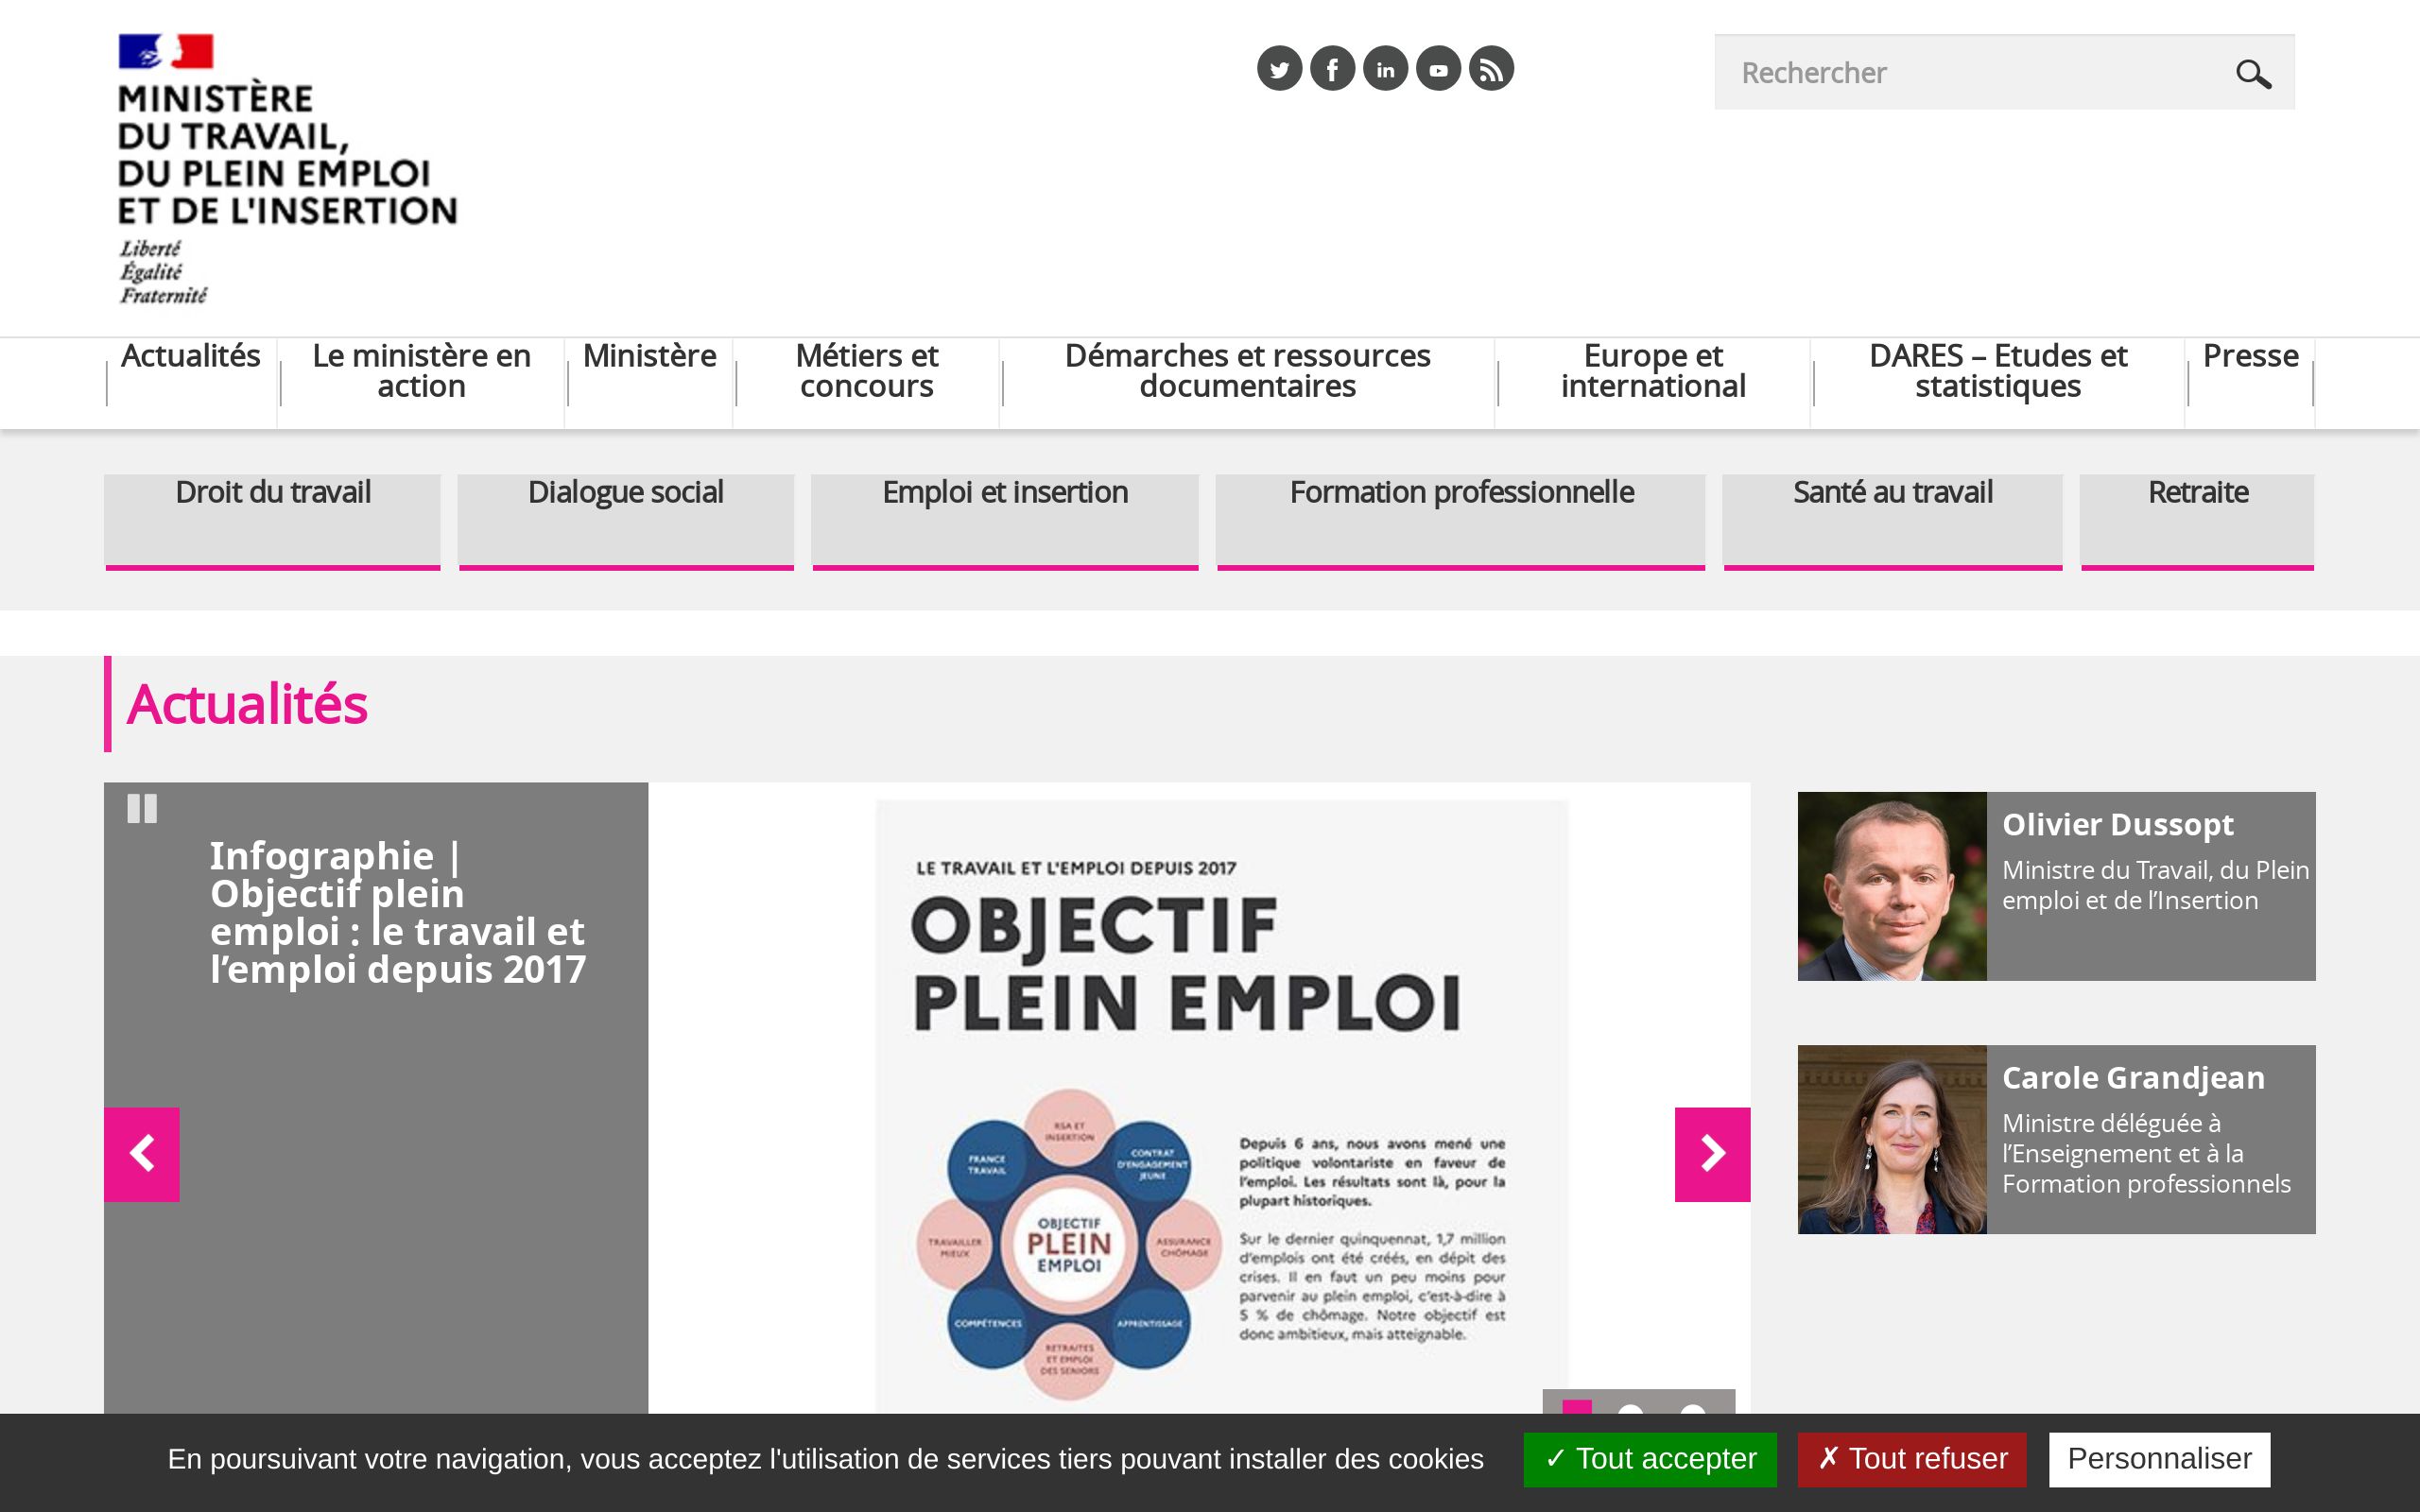 MINISTÈRE
DU TRAVAIL,
DU PLEIN EMPLOI
ET DE L'INSERTION
Liberté
Égalité
Fraternité
Rechercher
Actualités
Le ministère en
action
Ministère
Métiers et
concours
Démarches et ressources
documentaires
Europe et
international
DARES – Etudes et
statistiques
Presse
Droit du travail
Dialogue social
Emploi et insertion
Formation professionnelle
Santé au travail
Retraite
Actualités
Infographie |
Objectif plein
emploi : le travail et
l’emploi depuis 2017
LE TRAVAIL ET L'EMPLOI DEPUIS 2017
OBJECTIF
PLEIN EMPLOI
RSA ET
INSERTION
FRANCE
TRAVAIL
CONTRAT
D'ENGAGEMENT
JEUNE
TRAVAILLER
MIEUX
OBJECTIF
PLEIN
EMPLOI
ASSURANCE
CHÔMAGE
COMPÉTENCES
APPRENTISSAGE
RETRAITES
ET EMPLOI
DES SENIORS
Depuis 6 ans, nous avons mené une
politique volontariste en faveur de
l'emploi. Les résultats sont là, pour la
plupart historiques.
Sur le dernier quinquennat, 1,7 million
d'emplois ont été créés, en dépit des
crises. Il en faut un peu moins pour
parvenir au plein emploi, c'est-à-dire à
5 % de chômage. Notre objectif est
donc ambitieux, mais atteignable.
Olivier Dussopt
Ministre du Travail, du Plein
emploi et de l’Insertion
Carole Grandjean
Ministre déléguée à
l’Enseignement et à la
Formation professionnels
En poursuivant votre navigation, vous acceptez l'utilisation de services tiers pouvant installer des cookies
✓ Tout accepter
✗ Tout refuser
Personnaliser